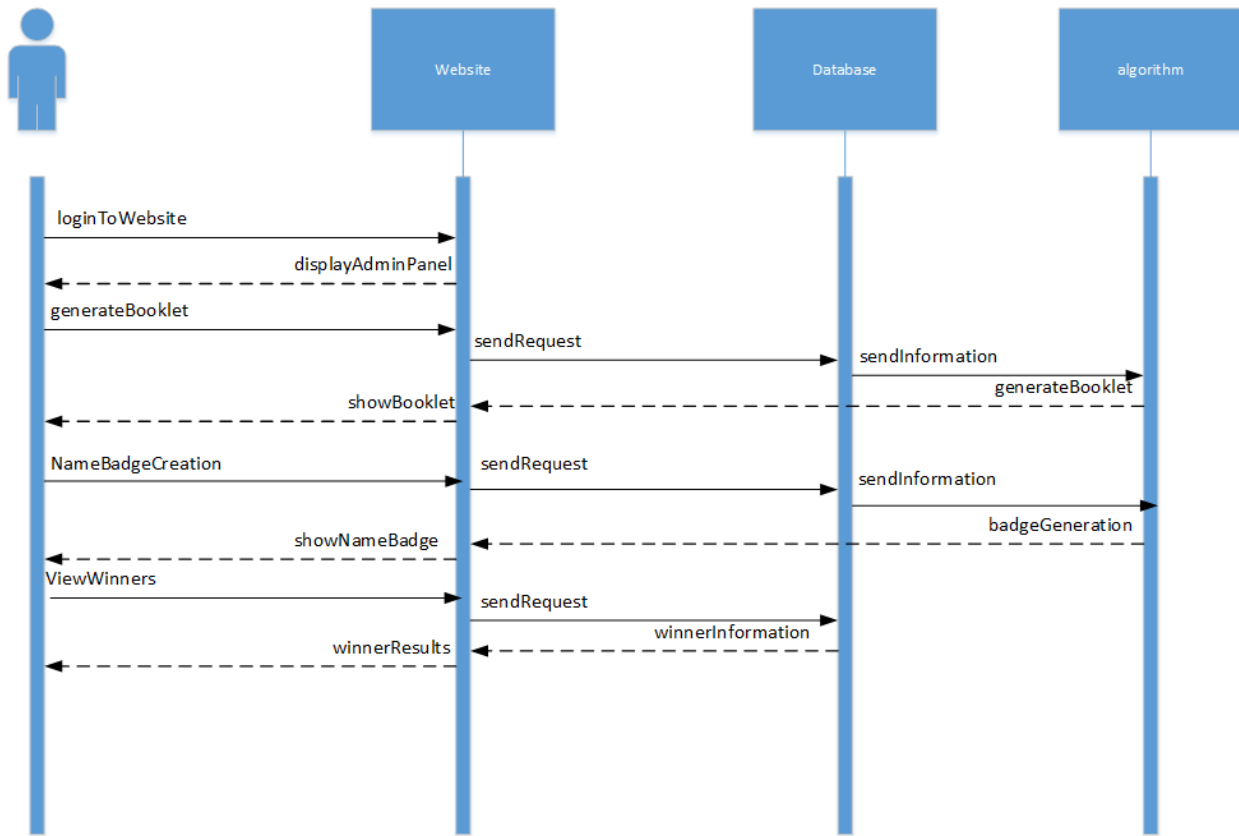 Website
Database
algorithm
loginToWebsite
displayAdminPanel
generateBooklet
sendRequest
sendInformation
generateBooklet
showBooklet
NameBadgeCreation
sendRequest
sendInformation
badgeGeneration
showNameBadge
ViewWinners
sendRequest
winnerInformation
winnerResults